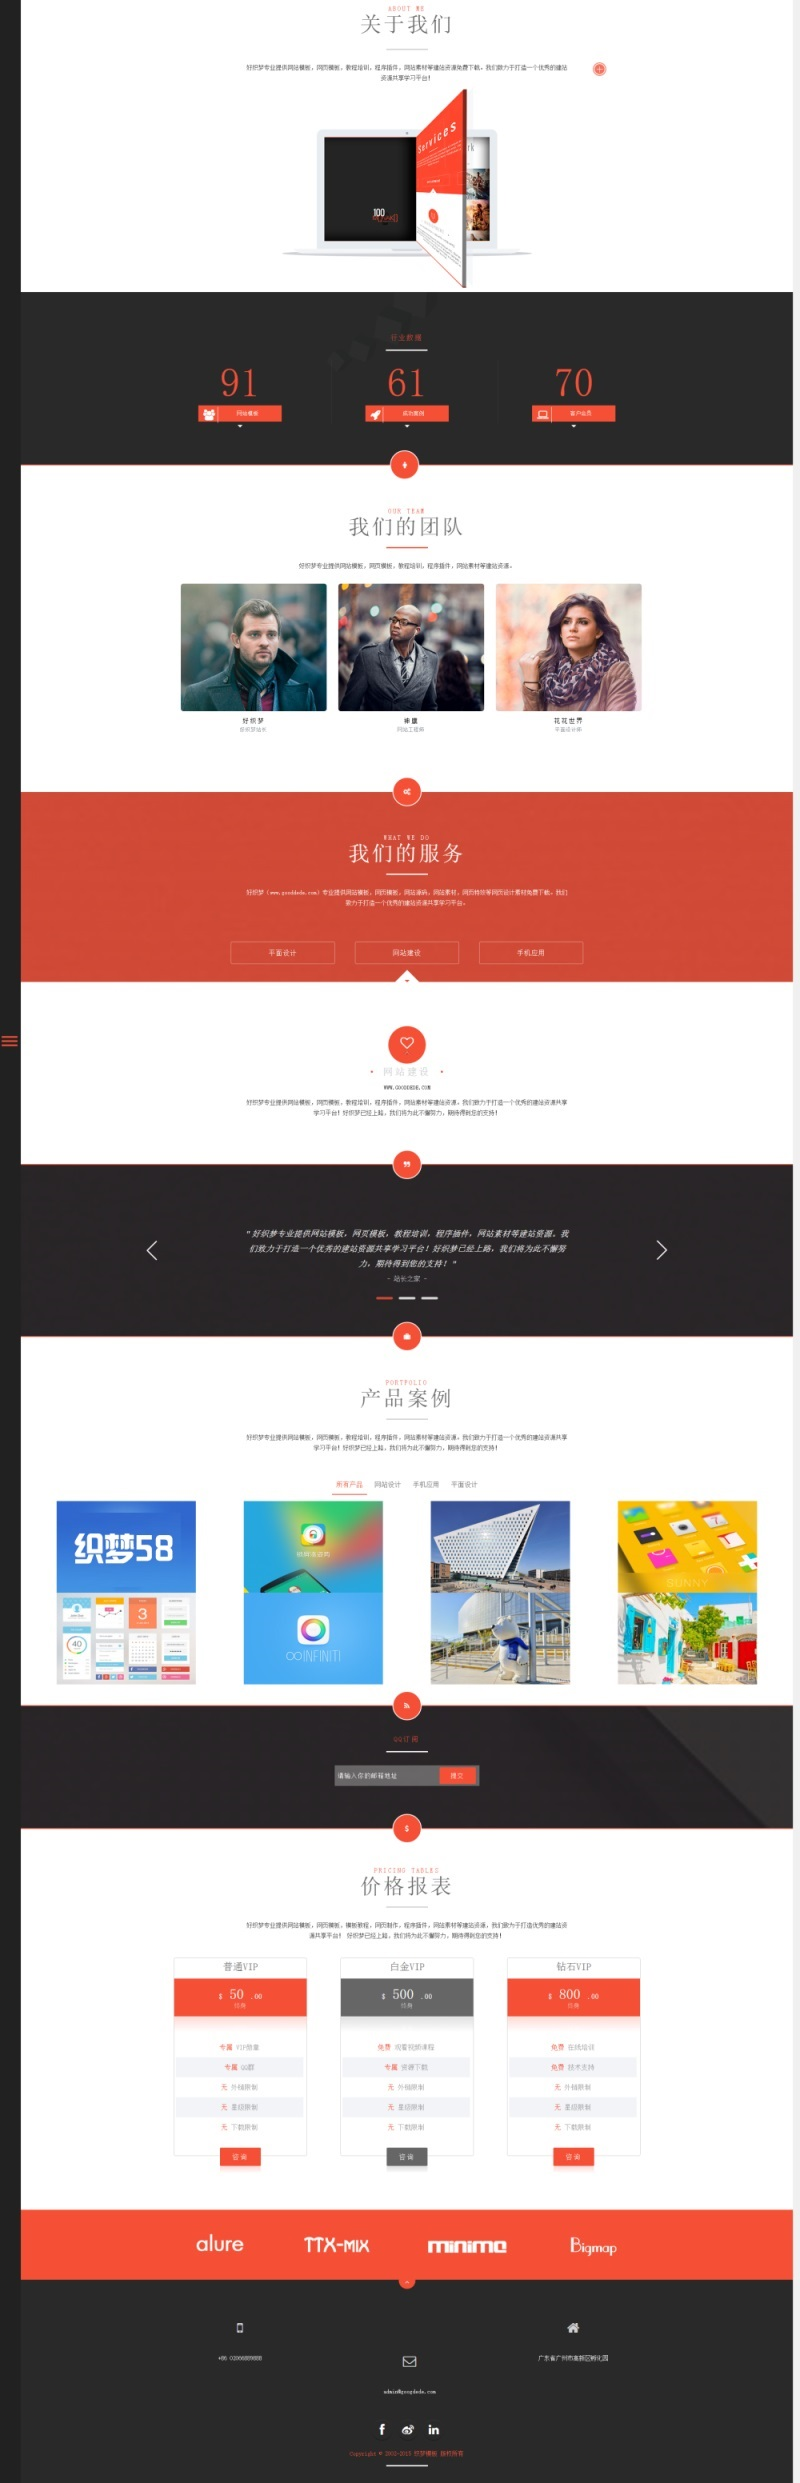 ABOUT ME
关于我们
好织梦专业提供网站模板，网页模板，教程培训，程序插件，网站素材等建站资源免费下载。我们致力于打造一个优秀的建站
资源共享学习平台！
Services
100
行业数据
91
61
70
网站模板
成功案例
客户会员
OUR TEAM
我们的团队
好织梦专业提供网站模板，网页模板，教程培训，程序插件，网站素材等建站资源。
好织梦
花花世界
网站工程师
平面设计师
WHAT WE DO
我们的服务
好织梦（www.gooddede.com）专业提供网站模板，网页模板，网站源码，网站素材，网页特效等网页设计素材免费下载。我们
致力于打造一个优秀的建站资源共享学习平台。
平面设计
网站建设
手机应用
网站建设
WWW.GOODDEDE.COM
好织梦专业提供网站模板，网页模板，教程培训，程序插件，网站素材等建站资源，我们致力于打造一个优秀的建站资源共享
学习平台！好织梦已经上路，我们将为此不懈努力，期待得到您的支持！
" 好织梦专业提供网站模板，网页模板，教程培训，程序插件，网站素材等建站资源。我
们致力于打造一个优秀的建站资源共享学习平台！好织梦已经上路，我们将为此不懈努
力，期待得到您的支持！ "
- 站长之家 -
PORTFOLIO
产品案例
好织梦专业提供网站模板，网页模板，教程培训，程序插件，网站素材等建站资源，我们致力于打造一个优秀的建站资源共享
学习平台！好织梦已经上路，我们将为此不懈努力，期待得到您的支持！
所有产品
网站设计
手机应用
平面设计
织梦58
SUNNY
3
40
INFINITI
QQ订阅
请输入你的邮箱地址
提交
PRICING TABLES
价格报表
好织梦专业提供网站模板，网页模板，模板教程，网页制作，程序插件，网站素材等建站资源，我们致力于打造优秀的建站资
源共享平台！ 好织梦已经上路，我们将为此不懈努力，期待得到您的支持！
普通VIP
白金VIP
钻石VIP
$ 50 .00
$ 500 .00
$ 800 .00
终身
终身
终身
专属 VIP标章
免费 观看视频课程
免费 在线培训
专属 QQ群
专属 资源下载
免费 技术支持
无 外链限制
无 外链限制
无 外链限制
无 星级限制
无 星级限制
无 星级限制
无 下载限制
无 下载限制
无 下载限制
咨询
咨询
咨询
alure
TTX-MIX
minime
Bigmap
广东省广州市高新区孵化园
Copyright © 2002-2015 织梦模板 版权所有